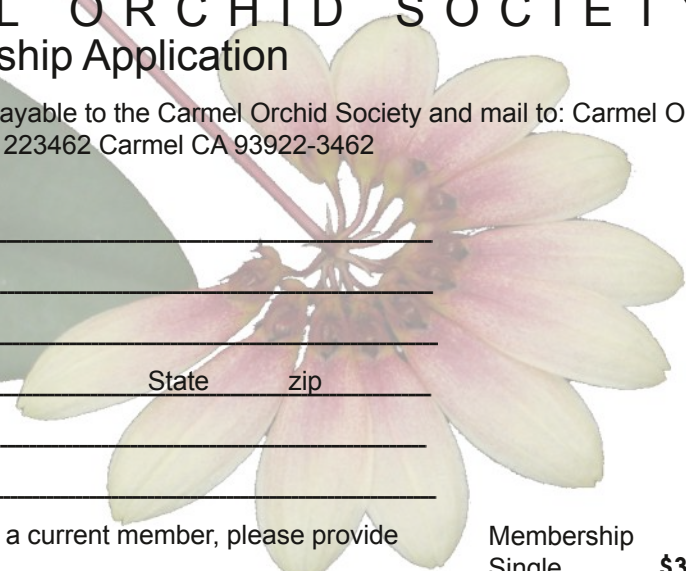 L ORCHID SOCIETY
ship Application
ayable to the Carmel Orchid Society and mail to: Carmel O
223462 Carmel CA 93922-3462
State zip
a current member, please provide
Membership
Single $3